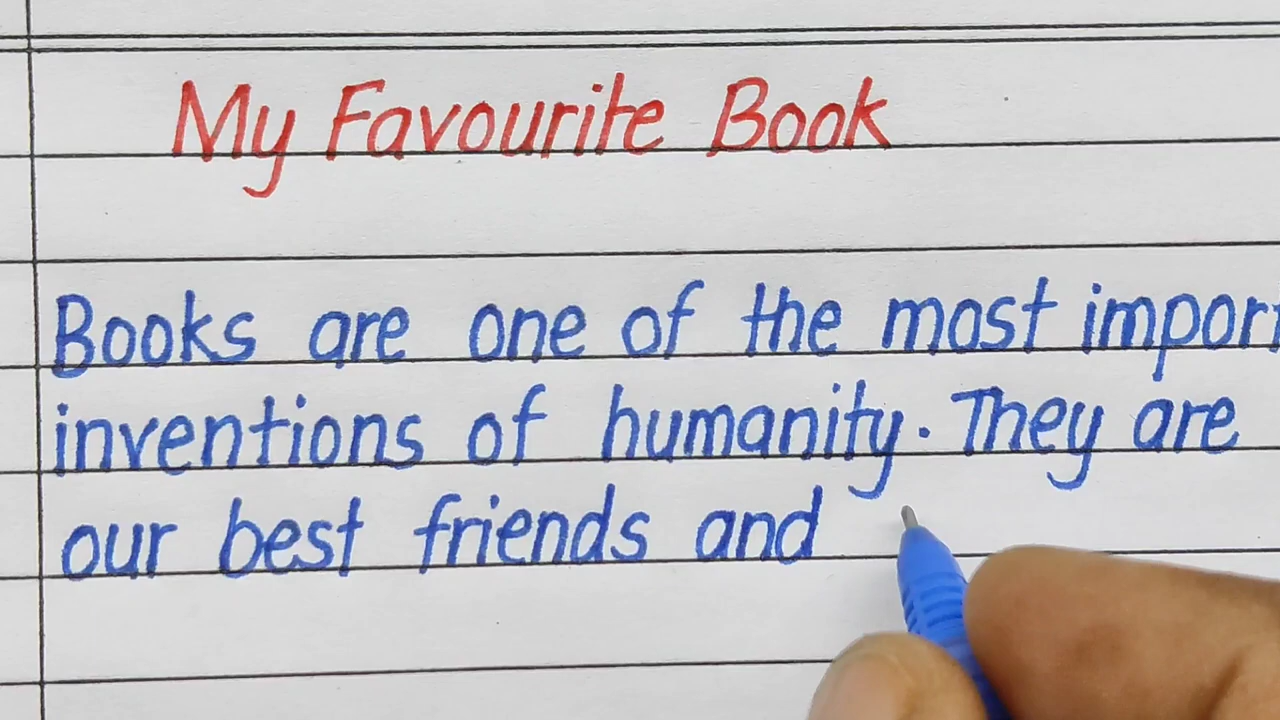 My Favourite Book
Books are one of the most impor
inventions of humanity. They are
our best friends and